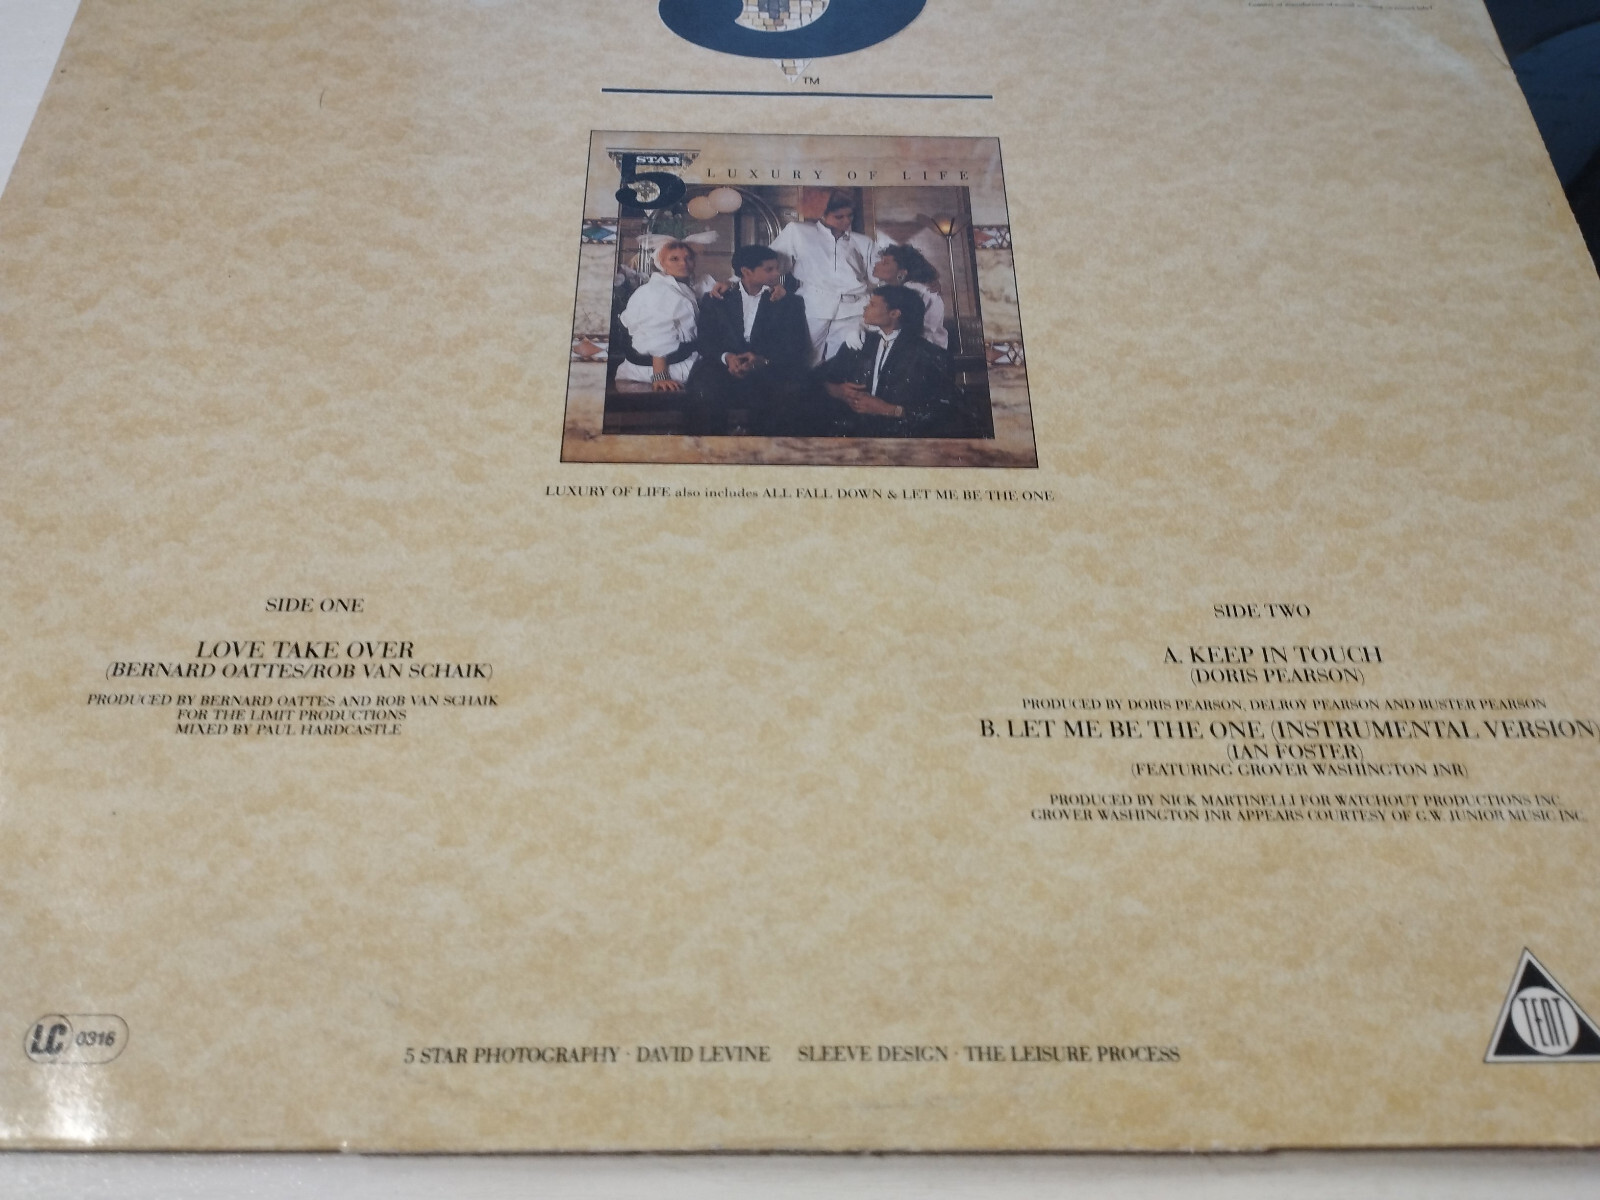 TM
5 STAR
LUXURY OF LIFE
LUXURY OF LIFE also includes ALL FALL DOWN & LET ME BE THE ONE
SIDE ONE
LOVE TAKE OVER
(BERNARD OATTES/ROB VAN SCHAIK)
PRODUCED BY BERNARD OATTES AND ROB VAN SCHAIK
FOR THE LIMIT PRODUCTIONS
MIXED BY PAUL HARDCASTLE
SIDE TWO
A. KEEP IN TOUCH
(DORIS PEARSON)
PRODUCED BY DORIS PEARSON, DELROY PEARSON AND BUSTER PEARSON
B. LET ME BE THE ONE (INSTRUMENTAL VERSION)
(IAN FOSTER)
(FEATURING GROVER WASHINGTON JNR)
PRODUCED BY NICK MARTINELLI FOR WATCHOUT PRODUCTIONS INC.
GROVER WASHINGTON JNR APPEARS COURTESY OF G.W. JUNIOR MUSIC INC.
LC 0316
5 STAR PHOTOGRAPHY · DAVID LEVINE SLEEVE DESIGN · THE LEISURE PROCESS
TENT